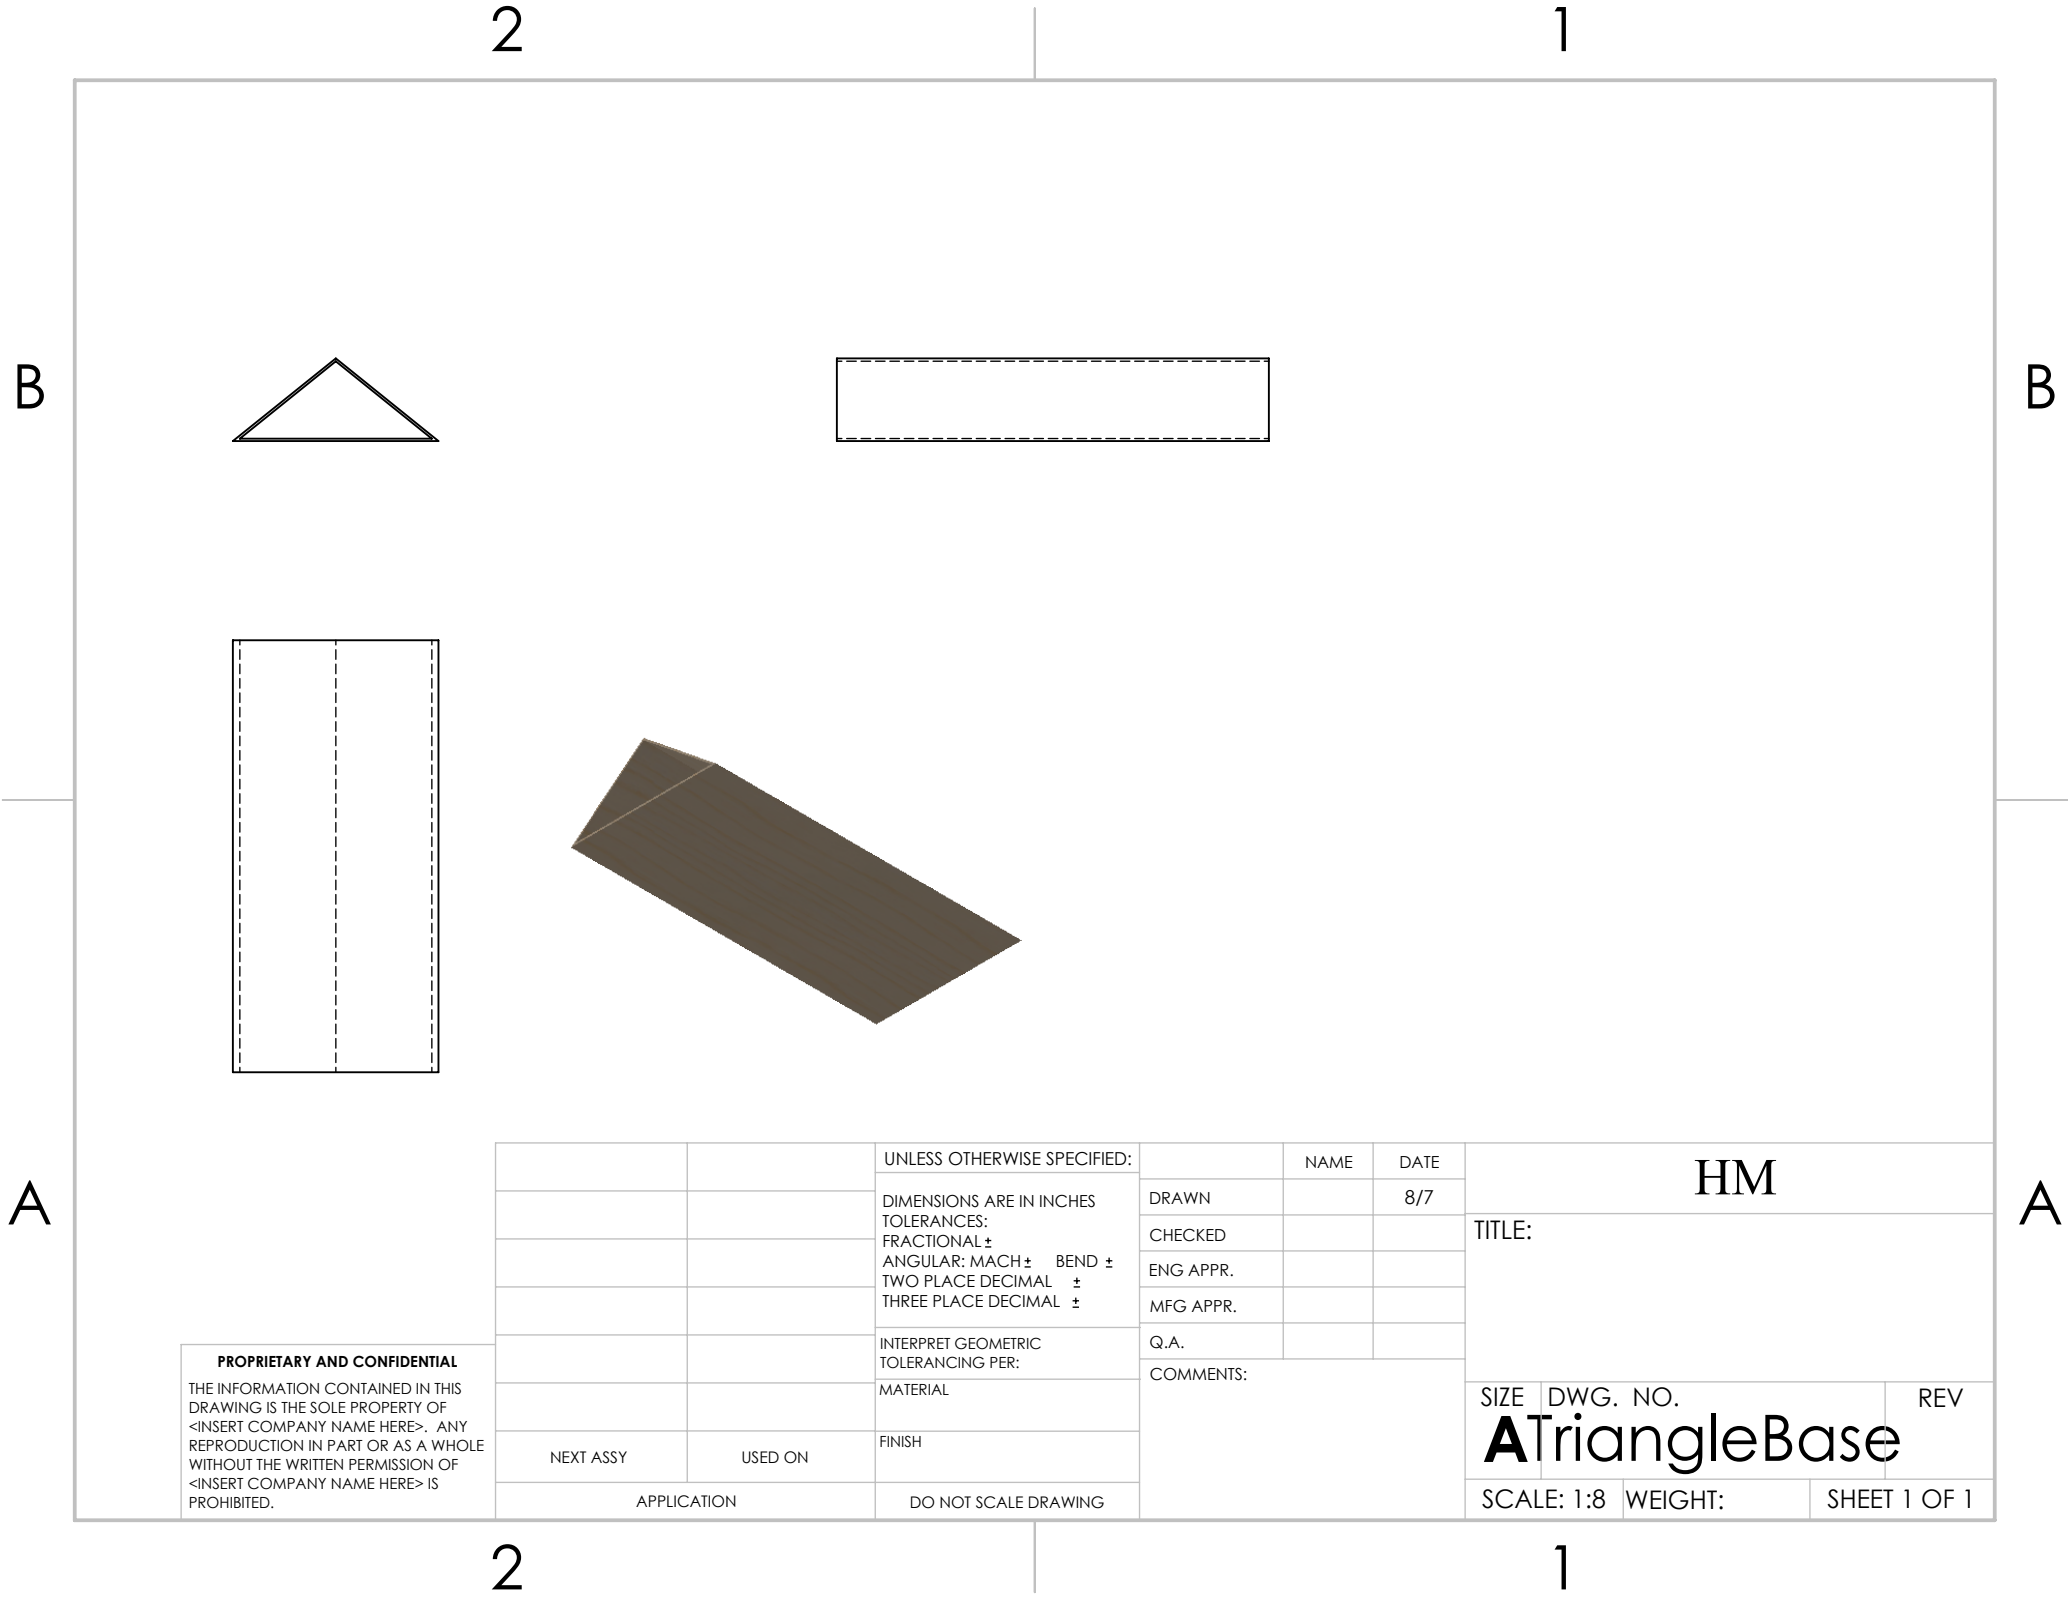 2 1
B B
A A
UNLESS OTHERWISE SPECIFIED:
DIMENSIONS ARE IN INCHES
TOLERANCES:
FRACTIONAL ±
ANGULAR: MACH ± BEND ±
TWO PLACE DECIMAL ±
THREE PLACE DECIMAL ±
INTERPRET GEOMETRIC
TOLERANCING PER:
MATERIAL
FINISH
DO NOT SCALE DRAWING
NAME DATE
DRAWN 8/7
CHECKED
ENG APPR.
MFG APPR.
Q.A.
COMMENTS:
HM
TITLE:
SIZE DWG. NO. REV
A TriangleBase
SCALE: 1:8 WEIGHT: SHEET 1 OF 1
PROPRIETARY AND CONFIDENTIAL
THE INFORMATION CONTAINED IN THIS
DRAWING IS THE SOLE PROPERTY OF
<INSERT COMPANY NAME HERE>. ANY
REPRODUCTION IN PART OR AS A WHOLE
WITHOUT THE WRITTEN PERMISSION OF
<INSERT COMPANY NAME HERE> IS
PROHIBITED.
NEXT ASSY USED ON
APPLICATION
2 1